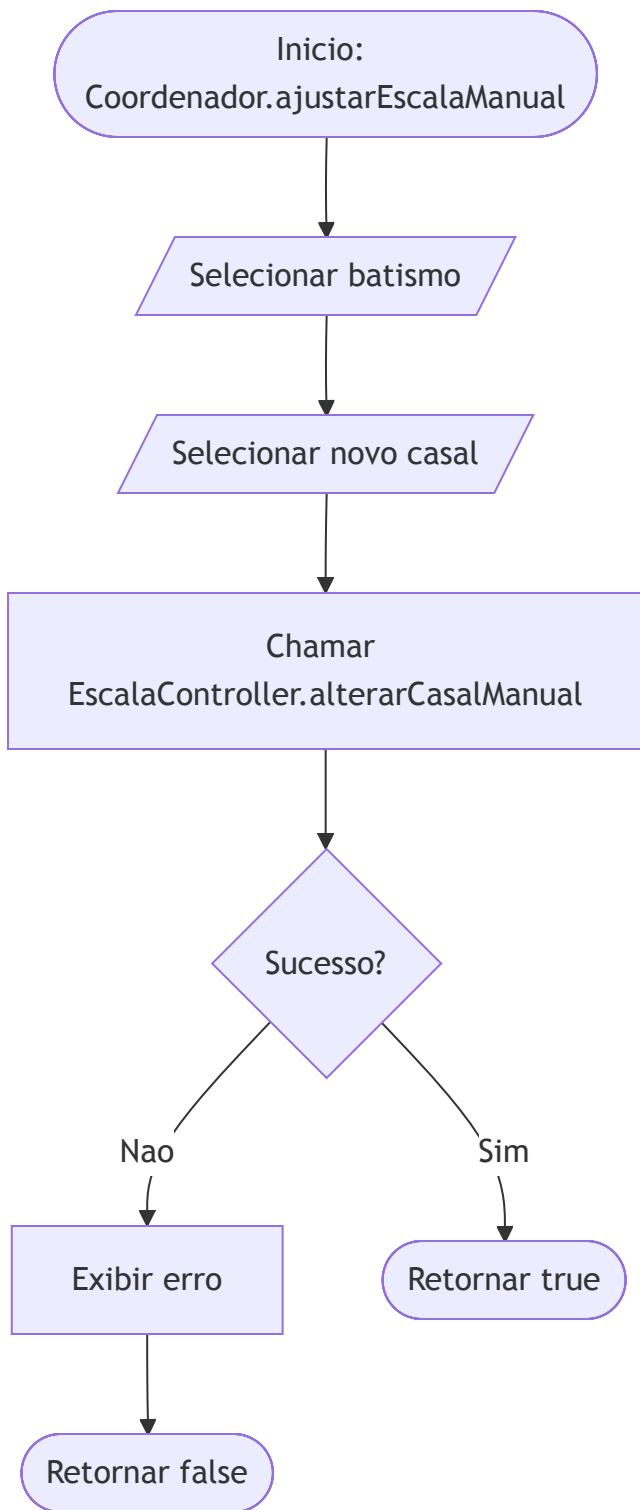 Inicio:
Coordenador.ajustarEscalaManual
Selecionar batismo
Selecionar novo casal
Chamar
EscalaController.alterarCasalManual
Sucesso?
Nao
Sim
Exibir erro
Retornar true
Retornar false